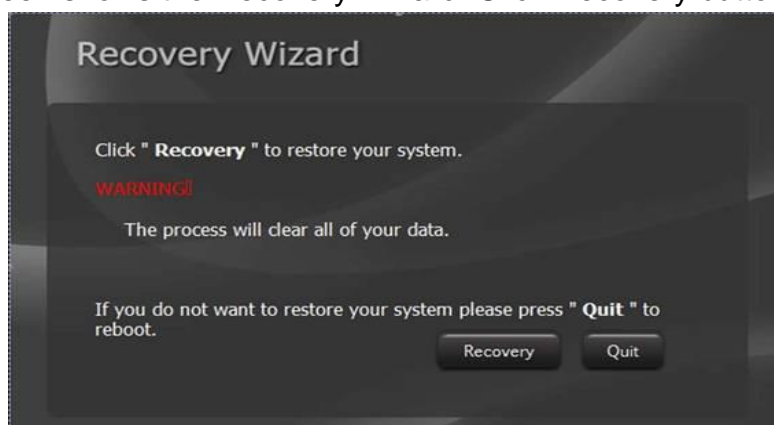 Recovery Wizard
Click " Recovery " to restore your system.
WARNING
The process will clear all of your data.
If you do not want to restore your system please press " Quit " to
reboot.
Recovery Quit